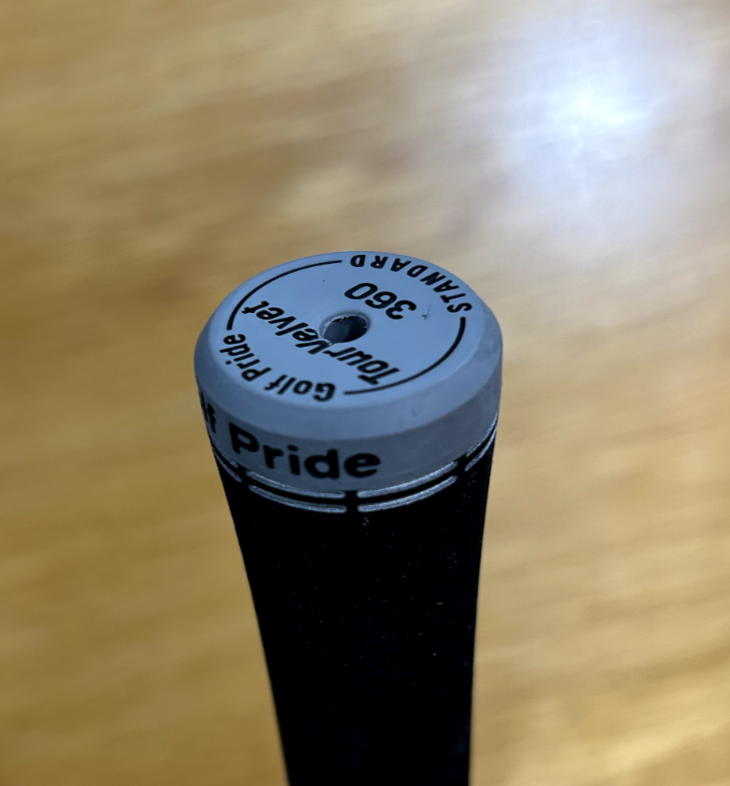 STANDARD
360
Tour Velvet
Golf Pride
f Pride